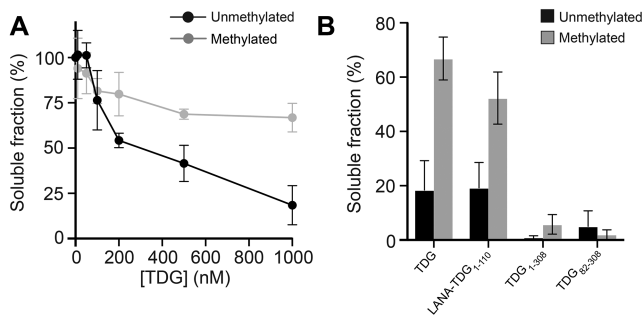 A
Unmethylated
Methylated
Soluble fraction (%)
100
75
50
25
0
0 200 400 600 800 1000
[TDG] (nM)
B
Unmethylated
Methylated
Soluble fraction (%)
80
60
40
20
0
TDG
LANA-TDG1-110
TDG1-308
TDG82-308